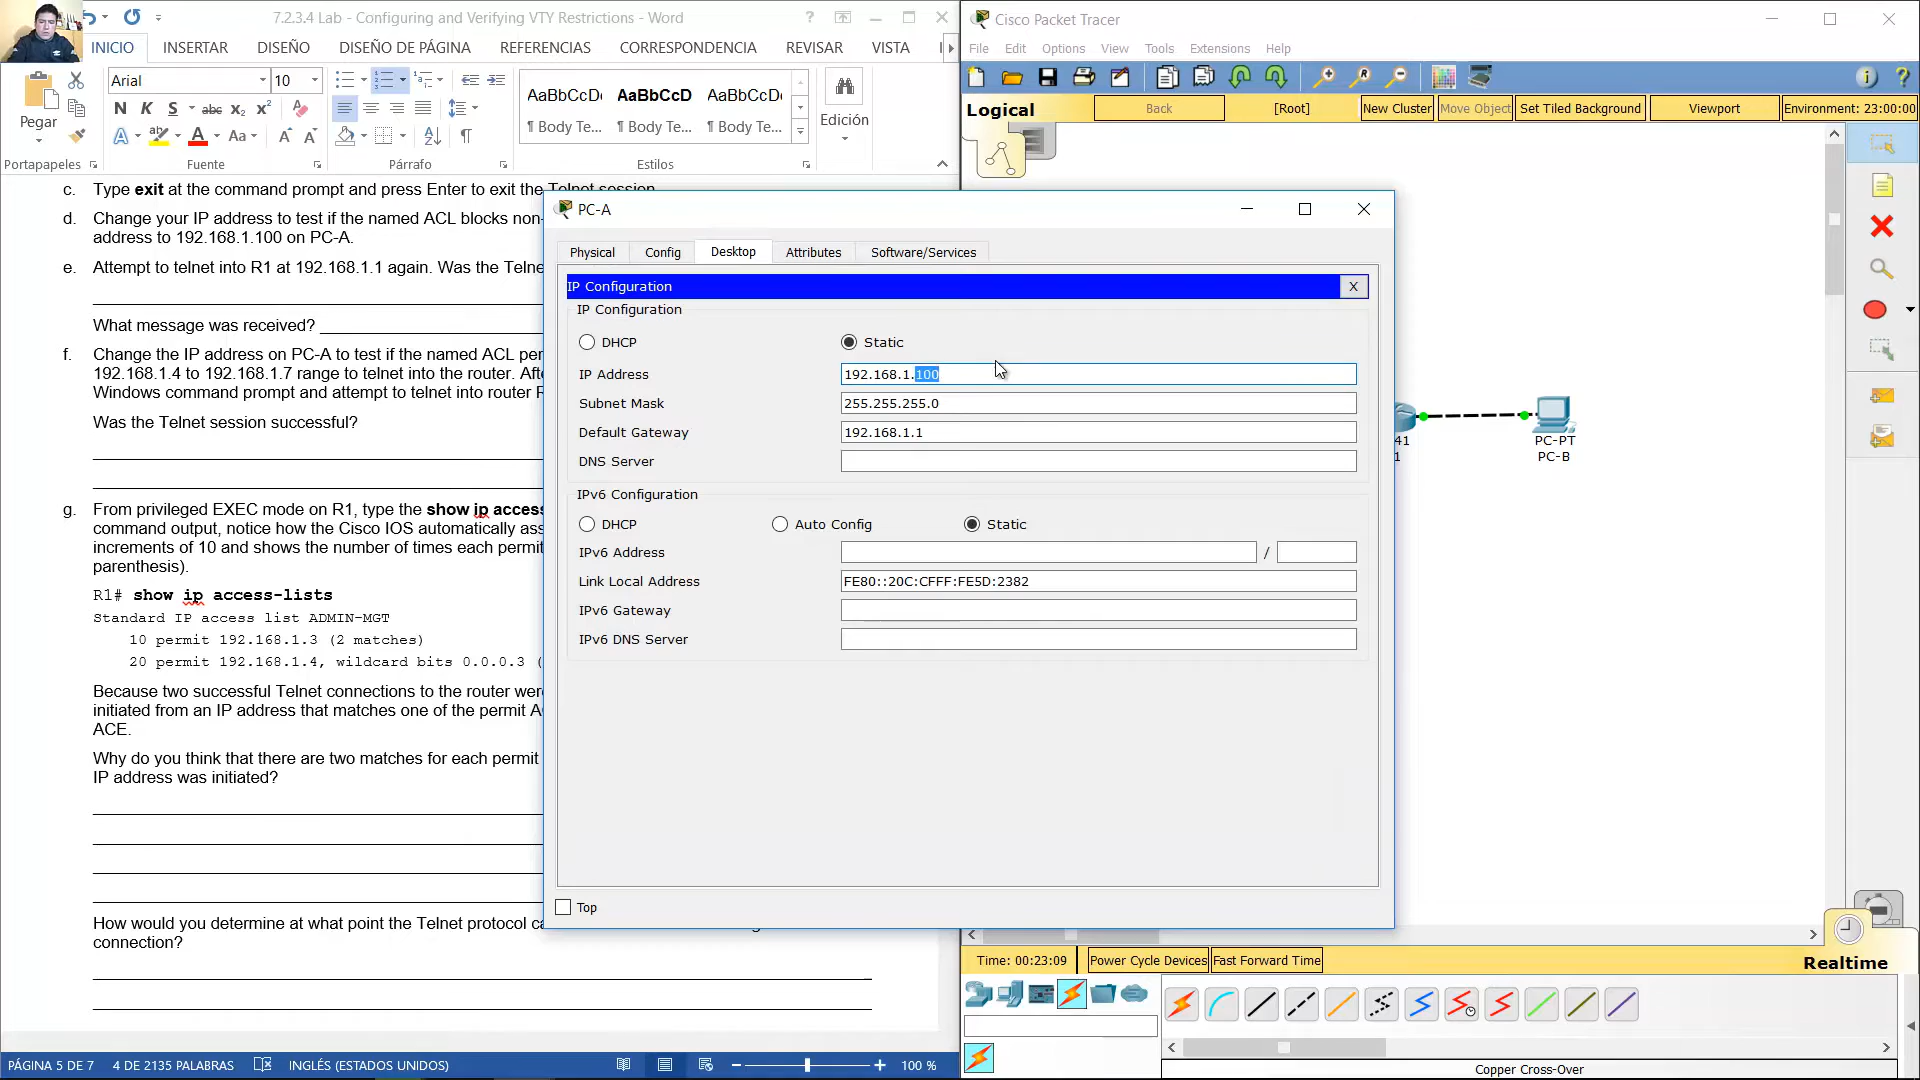 7.2.3.4 Lab - Configuring and Verifying VTY Restrictions - Word
INICIO
INSERTAR
DISEÑO
DISEÑO DE PÁGINA
REFERENCIAS
CORRESPONDENCIA
REVISAR
VISTA
Arial
10
Pegar
N K S abc x₂ x²
Aa
AaBbCcDc
AaBbCcD
AaBbCcDc
¶ Body Te...
¶ Body Te...
¶ Body Te...
Edición
Portapapeles
Fuente
Párrafo
Estilos
c. Type exit at the command prompt and press Enter to exit the Telnet session.
d. Change your IP address to test if the named ACL blocks non-
address to 192.168.1.100 on PC-A.
e. Attempt to telnet into R1 at 192.168.1.1 again. Was the Telne
What message was received?
f. Change the IP address on PC-A to test if the named ACL per
192.168.1.4 to 192.168.1.7 range to telnet into the router. Afte
Windows command prompt and attempt to telnet into router R
Was the Telnet session successful?
g. From privileged EXEC mode on R1, type the show ip access
command output, notice how the Cisco IOS automatically ass
increments of 10 and shows the number of times each permit
parenthesis).
R1# show ip access-lists
Standard IP access list ADMIN-MGT
10 permit 192.168.1.3 (2 matches)
20 permit 192.168.1.4, wildcard bits 0.0.0.3 (
Because two successful Telnet connections to the router were
initiated from an IP address that matches one of the permit A
ACE.
Why do you think that there are two matches for each permit
IP address was initiated?
How would you determine at what point the Telnet protocol ca
connection?
PÁGINA 5 DE 7
4 DE 2135 PALABRAS
INGLÉS (ESTADOS UNIDOS)
100 %
PC-A
Physical
Config
Desktop
Attributes
Software/Services
IP Configuration
X
IP Configuration
DHCP
Static
IP Address
192.168.1.100
Subnet Mask
255.255.255.0
Default Gateway
192.168.1.1
DNS Server
IPv6 Configuration
DHCP
Auto Config
Static
IPv6 Address
/
Link Local Address
FE80::20C:CFFF:FE5D:2382
IPv6 Gateway
IPv6 DNS Server
Top
Cisco Packet Tracer
File
Edit
Options
View
Tools
Extensions
Help
Logical
Back
[Root]
New Cluster
Move Object
Set Tiled Background
Viewport
Environment: 23:00:00
41
1
PC-PT
PC-B
Time: 00:23:09
Power Cycle Devices
Fast Forward Time
Realtime
Copper Cross-Over